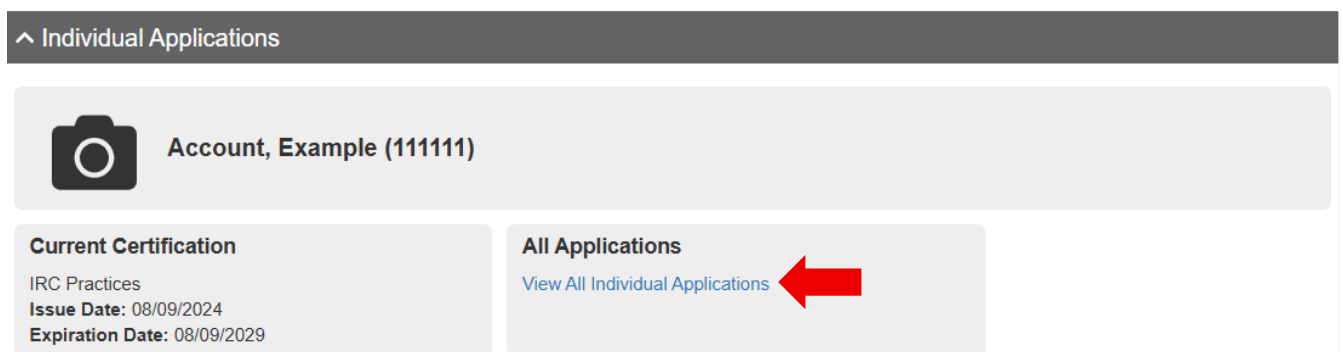 Individual Applications
Account, Example (111111)
Current Certification
IRC Practices
Issue Date: 08/09/2024
Expiration Date: 08/09/2029
All Applications
View All Individual Applications